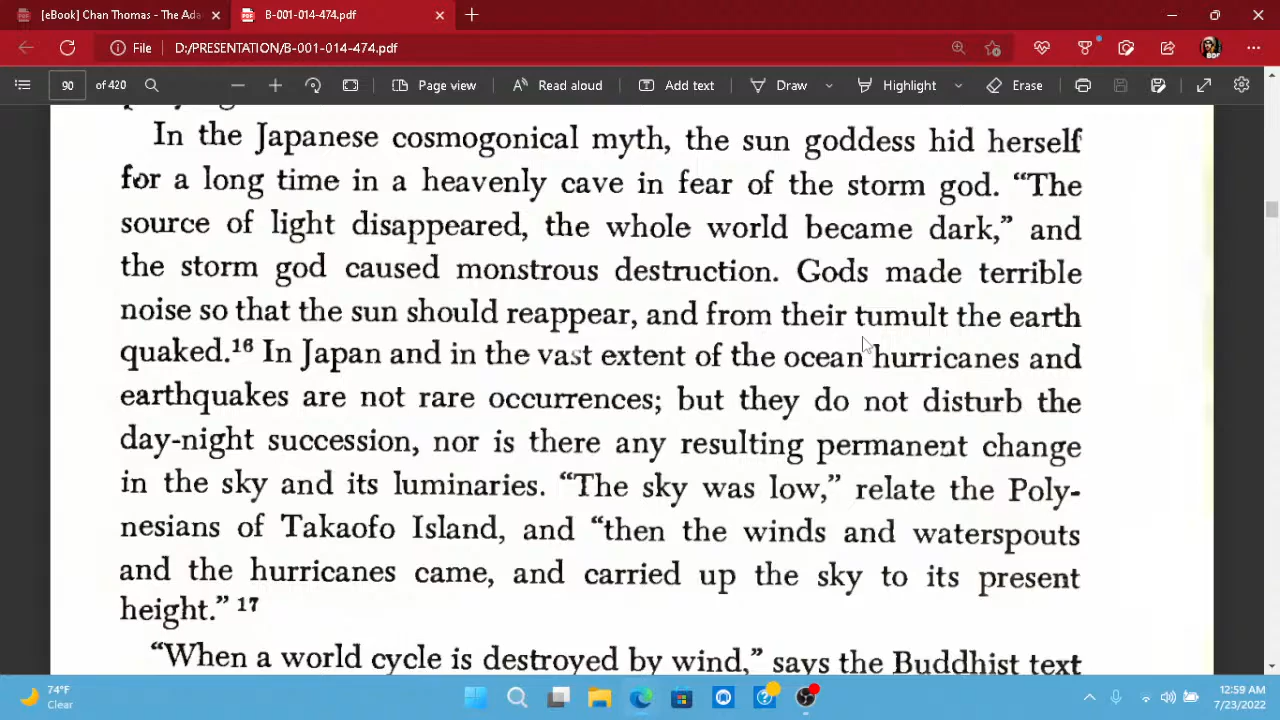 [eBook] Chan Thomas - The Ada
B-001-014-474.pdf
File
D:/PRESENTATION/B-001-014-474.pdf
90
of 420
Page view
Read aloud
Add text
Draw
Highlight
Erase
In the Japanese cosmogonical myth, the sun goddess hid herself
for a long time in a heavenly cave in fear of the storm god. “The
source of light disappeared, the whole world became dark,” and
the storm god caused monstrous destruction. Gods made terrible
noise so that the sun should reappear, and from their tumult the earth
quaked.16 In Japan and in the vast extent of the ocean hurricanes and
earthquakes are not rare occurrences; but they do not disturb the
day-night succession, nor is there any resulting permanent change
in the sky and its luminaries. “The sky was low,” relate the Poly-
nesians of Takaofo Island, and “then the winds and waterspouts
and the hurricanes came, and carried up the sky to its present
height.” 17
“When a world cycle is destroyed by wind,” says the Buddhist text
74°F
Clear
12:59 AM
7/23/2022